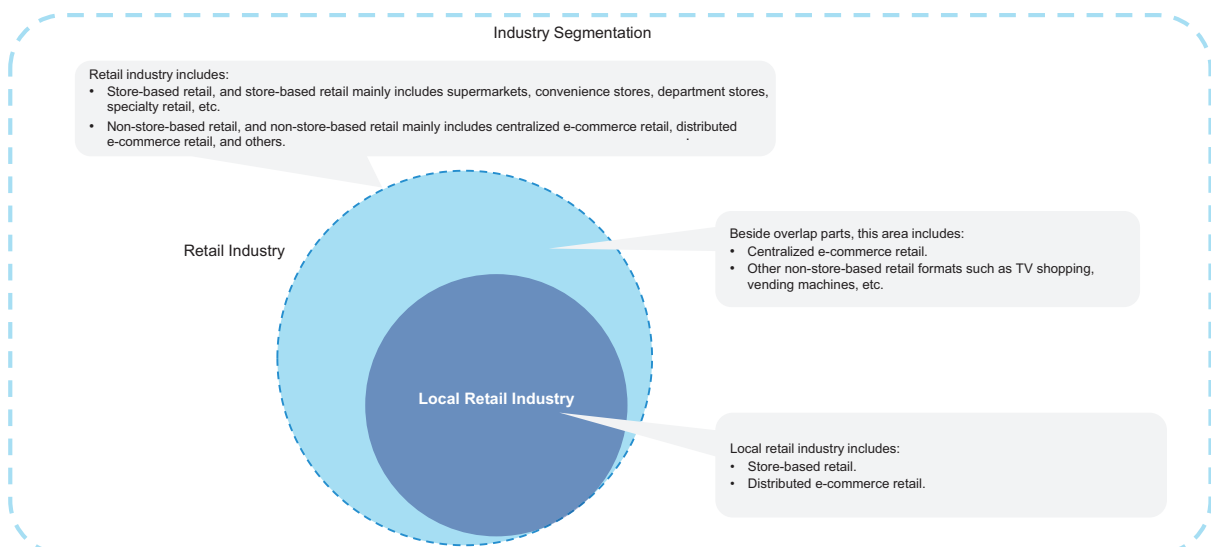 Industry Segmentation
Retail industry includes:
• Store-based retail, and store-based retail mainly includes supermarkets, convenience stores, department stores,
specialty retail, etc.
• Non-store-based retail, and non-store-based retail mainly includes centralized e-commerce retail, distributed
e-commerce retail, and others.
Retail Industry
Beside overlap parts, this area includes:
• Centralized e-commerce retail.
• Other non-store-based retail formats such as TV shopping,
vending machines, etc.
Local Retail Industry
Local retail industry includes:
• Store-based retail.
• Distributed e-commerce retail.